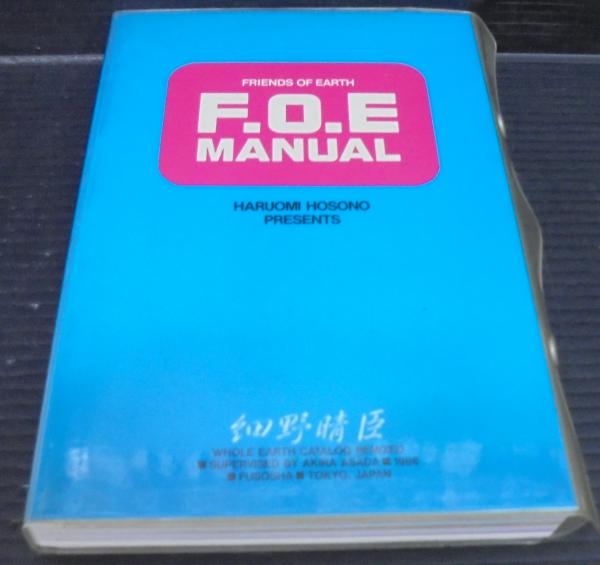 FRIENDS OF EARTH
F.O.E
MANUAL
HARUOMI HOSONO
PRESENTS
細野晴臣
WHOLE EARTH CATALOG REMIXED
■ SUPERVISED BY AKIRA ASADA ■ 1986
■ FUSOSHA ■ TOKYO, JAPAN